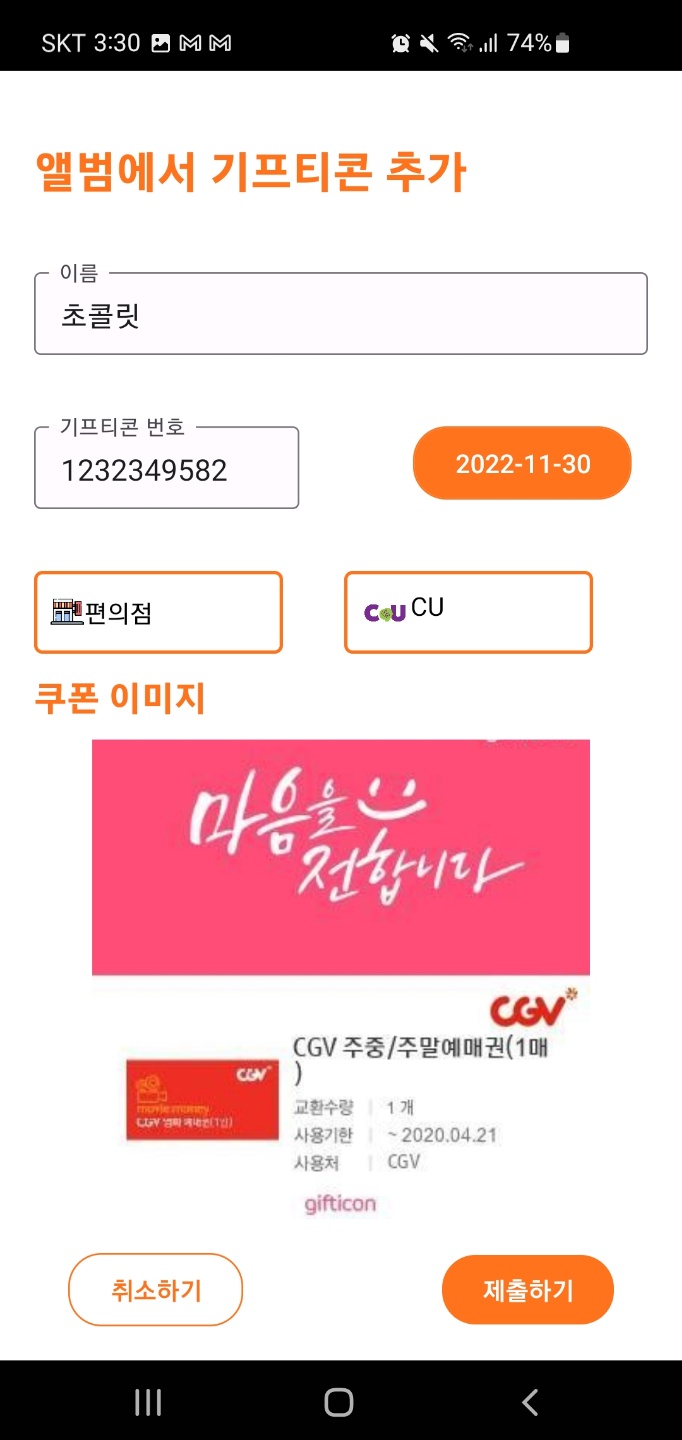 SKT 3:30 74%
앨범에서 기프티콘 추가
이름
초콜릿
기프티콘 번호
1232349582
2022-11-30
편의점
CU CU
쿠폰 이미지
마음을
전합니다
CGV
CGV 주중/주말예매권(1매
)
CGV
movie money
CGV 영화 예매권(1인)
교환수량 | 1 개
사용기한 | ~ 2020.04.21
사용처 | CGV
gifticon
취소하기
제출하기